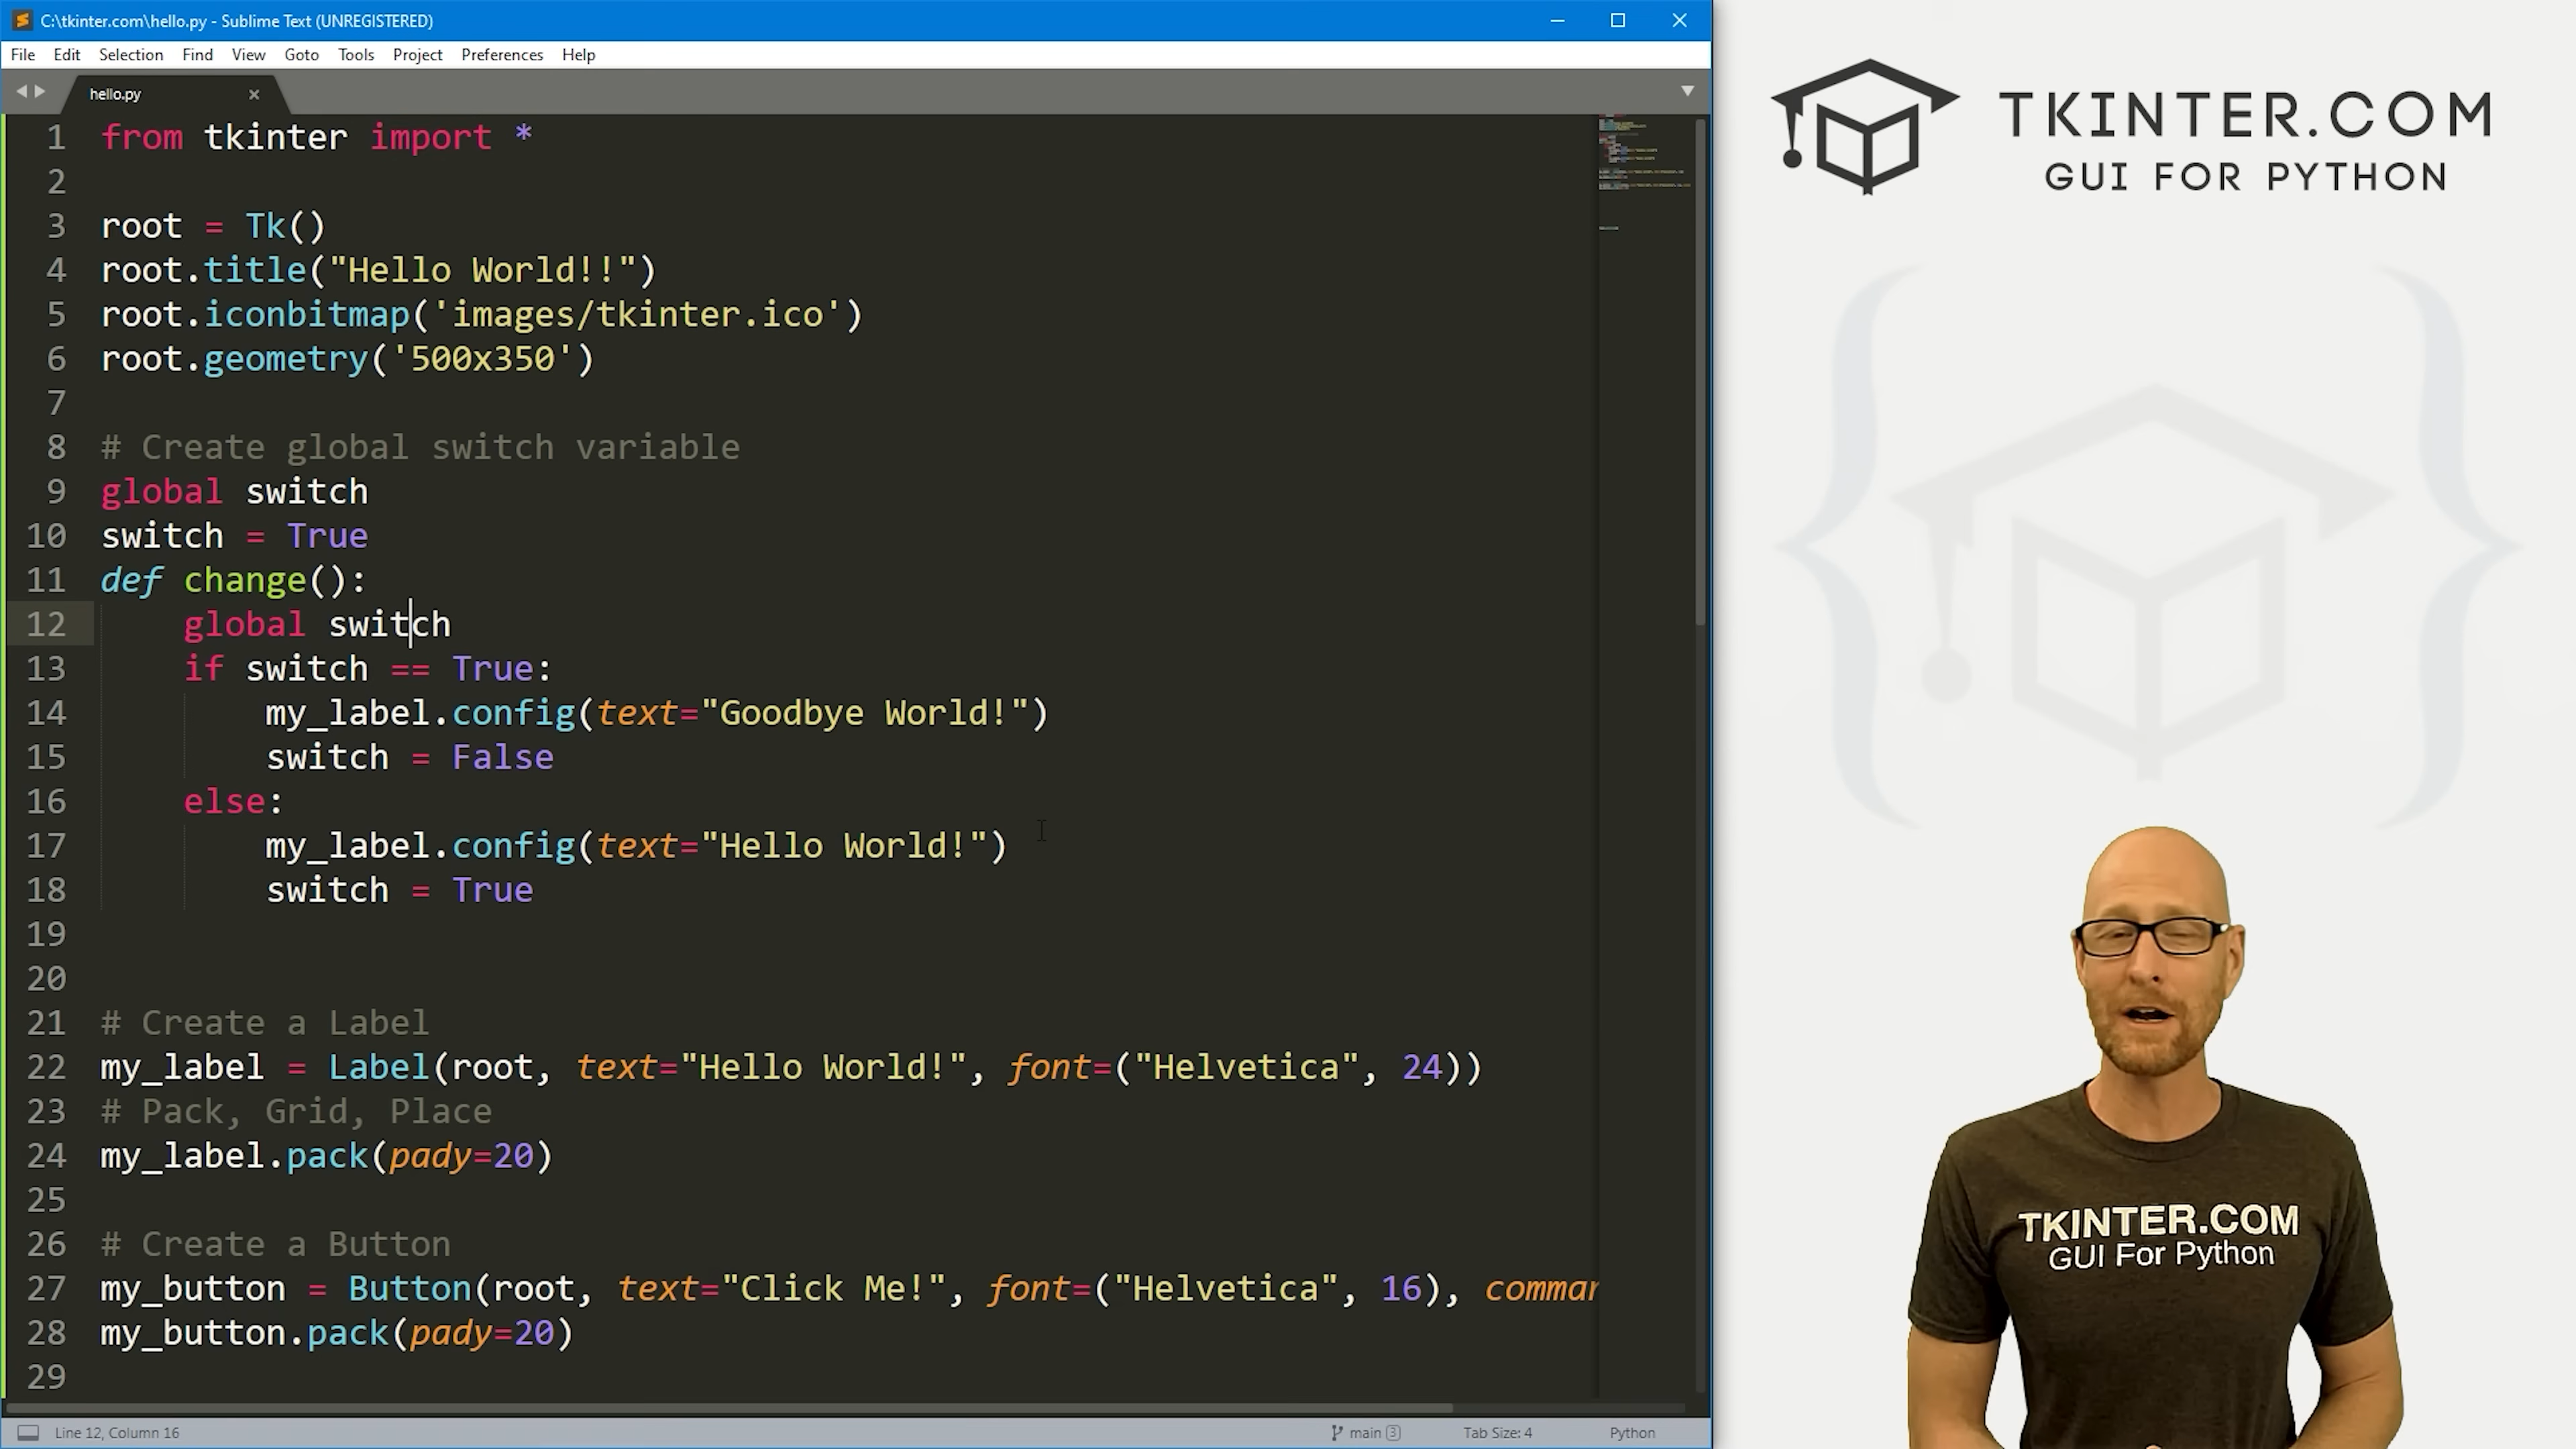 C:\tkinter.com\hello.py - Sublime Text (UNREGISTERED)
File Edit Selection Find View Goto Tools Project Preferences Help
hello.py
1 from tkinter import *
2
3 root = Tk()
4 root.title("Hello World!!")
5 root.iconbitmap('images/tkinter.ico')
6 root.geometry('500x350')
7
8 # Create global switch variable
9 global switch
10 switch = True
11 def change():
12     global switch
13     if switch == True:
14         my_label.config(text="Goodbye World!")
15         switch = False
16     else:
17         my_label.config(text="Hello World!")
18         switch = True
19
20
21 # Create a Label
22 my_label = Label(root, text="Hello World!", font=("Helvetica", 24))
23 # Pack, Grid, Place
24 my_label.pack(pady=20)
25
26 # Create a Button
27 my_button = Button(root, text="Click Me!", font=("Helvetica", 16), comman
28 my_button.pack(pady=20)
29
Line 12, Column 16 main 3 Tab Size: 4 Python
TKINTER.COM
GUI FOR PYTHON
TKINTER.COM
GUI For Python